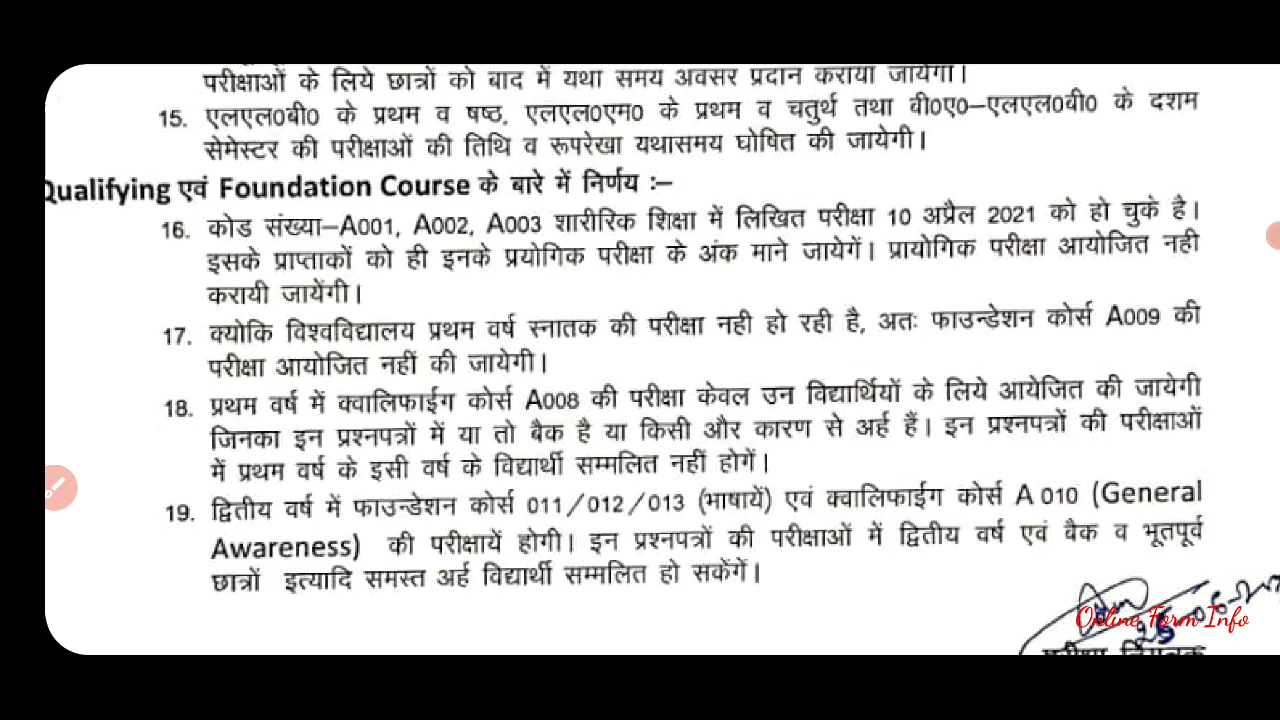 परीक्षाओं के लिये छात्रों को बाद में यथा समय अवसर प्रदान कराया जायेगा।
15. एलएल0बी0 के प्रथम व षष्ठ, एलएल0एम0 के प्रथम व चतुर्थ तथा बी0ए0–एलएल0बी0 के दशम
सेमेस्टर की परीक्षाओं की तिथि व रूपरेखा यथासमय घोषित की जायेगी।
Qualifying एवं Foundation Course के बारे में निर्णय :–
16. कोड संख्या–A001, A002, A003 शारीरिक शिक्षा में लिखित परीक्षा 10 अप्रैल 2021 को हो चुके है।
इसके प्राप्ताकों को ही इनके प्रयोगिक परीक्षा के अंक माने जायेगें। प्रायोगिक परीक्षा आयोजित नही
करायी जायेंगी।
17. क्योकि विश्वविद्यालय प्रथम वर्ष स्नातक की परीक्षा नही हो रही है, अतः फाउन्डेशन कोर्स A009 की
परीक्षा आयोजित नहीं की जायेगी।
18. प्रथम वर्ष में क्वालिफाईग कोर्स A008 की परीक्षा केवल उन विद्यार्थियों के लिये आयेजित की जायेगी
जिनका इन प्रश्नपत्रों में या तो बैक है या किसी और कारण से अर्ह हैं। इन प्रश्नपत्रों की परीक्षाओं
में प्रथम वर्ष के इसी वर्ष के विद्यार्थी सम्मलित नहीं होगें।
19. द्वितीय वर्ष में फाउन्डेशन कोर्स 011/012/013 (भाषायें) एवं क्वालिफाईग कोर्स A 010 (General
Awareness) की परीक्षायें होगी। इन प्रश्नपत्रों की परीक्षाओं में द्वितीय वर्ष एवं बैक व भूतपूर्व
छात्रों इत्यादि समस्त अर्ह विद्यार्थी सम्मलित हो सकेंगें।
Online Form Info
परीक्षा नियन्त्रक